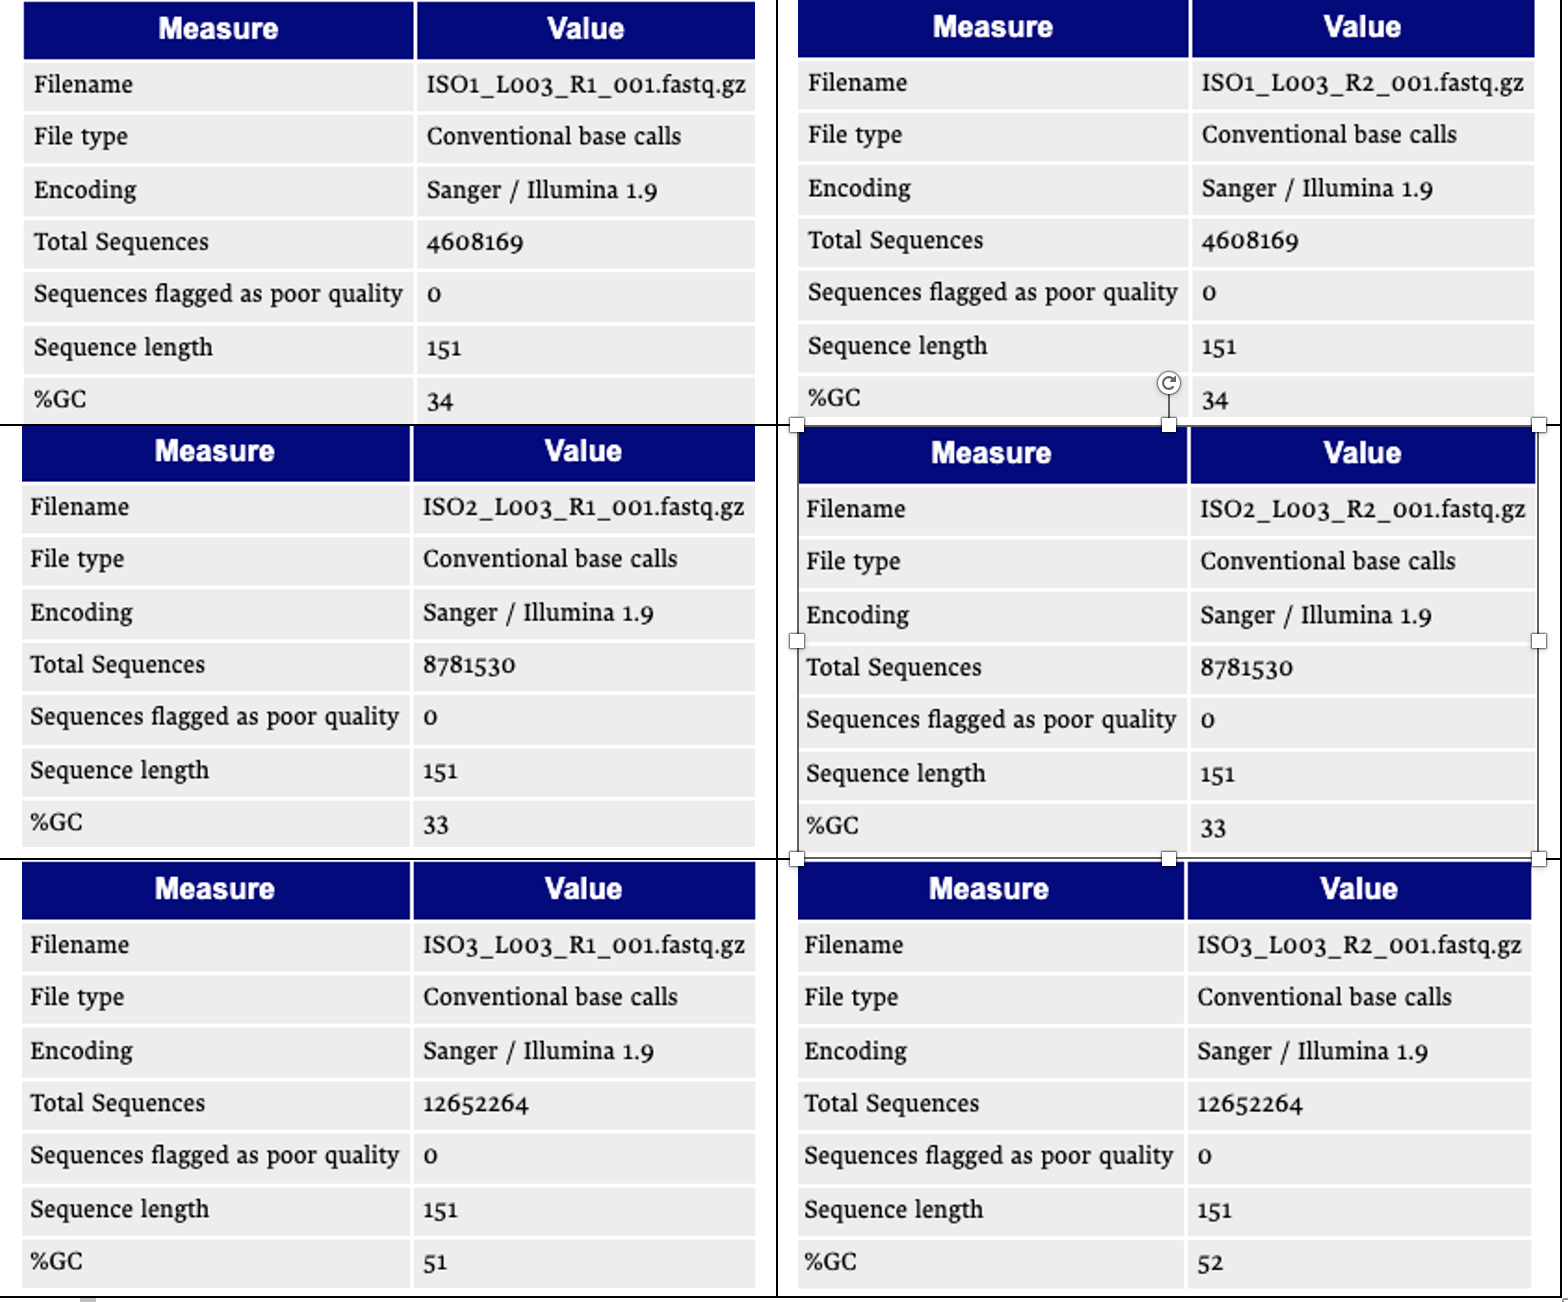 Measure Value
Filename ISO1_L003_R1_001.fastq.gz
File type Conventional base calls
Encoding Sanger / Illumina 1.9
Total Sequences 4608169
Sequences flagged as poor quality 0
Sequence length 151
%GC 34
Measure Value
Filename ISO1_L003_R2_001.fastq.gz
File type Conventional base calls
Encoding Sanger / Illumina 1.9
Total Sequences 4608169
Sequences flagged as poor quality 0
Sequence length 151
%GC 34
Measure Value
Filename ISO2_L003_R1_001.fastq.gz
File type Conventional base calls
Encoding Sanger / Illumina 1.9
Total Sequences 8781530
Sequences flagged as poor quality 0
Sequence length 151
%GC 33
Measure Value
Filename ISO2_L003_R2_001.fastq.gz
File type Conventional base calls
Encoding Sanger / Illumina 1.9
Total Sequences 8781530
Sequences flagged as poor quality 0
Sequence length 151
%GC 33
Measure Value
Filename ISO3_L003_R1_001.fastq.gz
File type Conventional base calls
Encoding Sanger / Illumina 1.9
Total Sequences 12652264
Sequences flagged as poor quality 0
Sequence length 151
%GC 51
Measure Value
Filename ISO3_L003_R2_001.fastq.gz
File type Conventional base calls
Encoding Sanger / Illumina 1.9
Total Sequences 12652264
Sequences flagged as poor quality 0
Sequence length 151
%GC 52